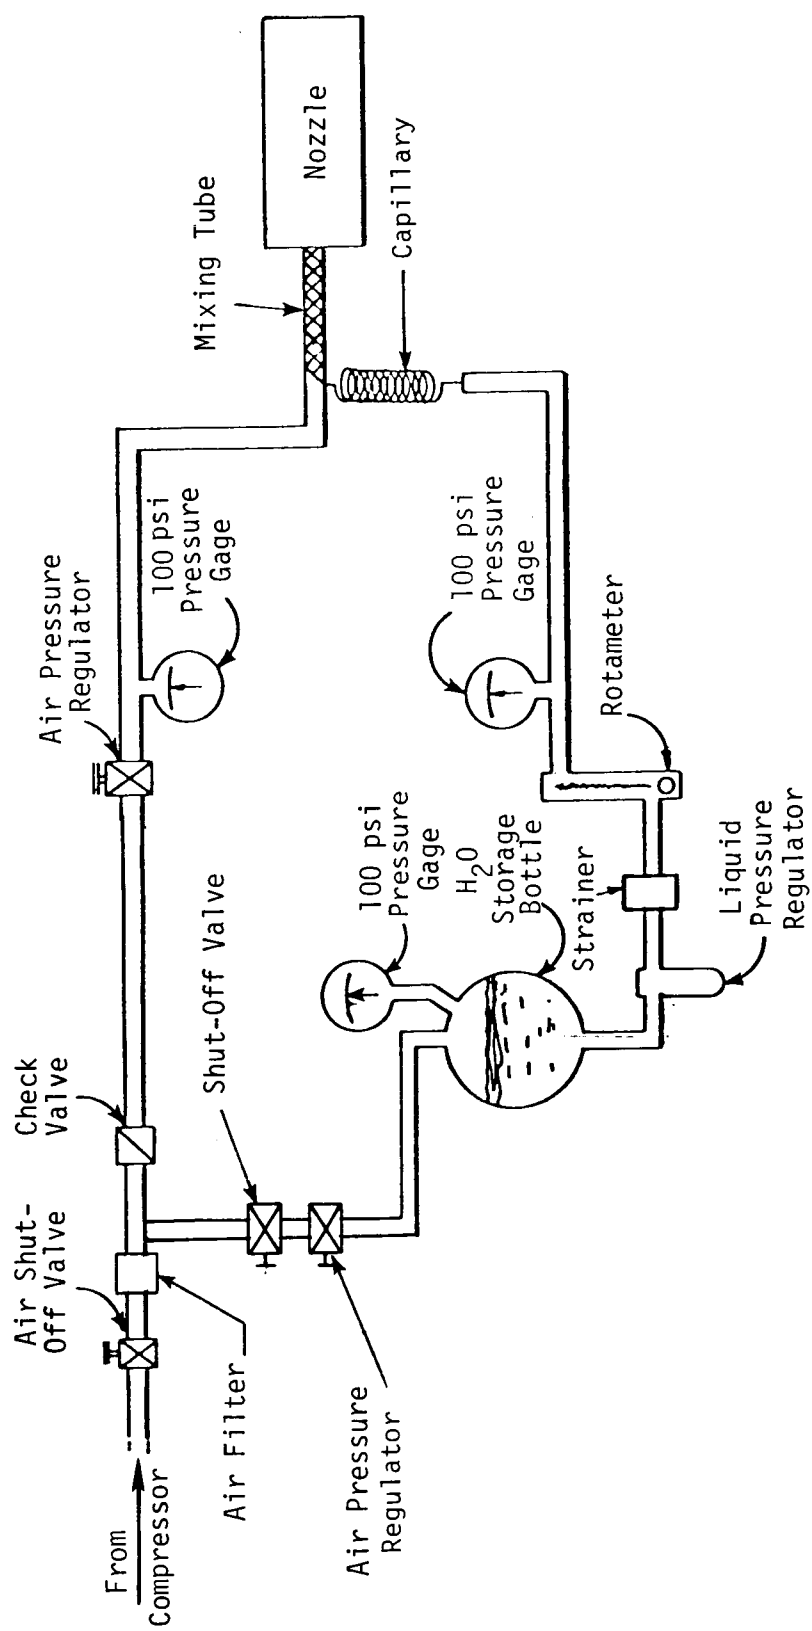 From
Compressor
Air Shut-
Off Valve
Air Filter
Check
Valve
Shut-Off Valve
Air Pressure
Regulator
Air Pressure
Regulator
100 psi
Pressure
Gage
100 psi
Pressure
Gage
H2O
Storage
Bottle
Strainer
Liquid
Pressure
Regulator
Rotameter
100 psi
Pressure
Gage
Mixing Tube
Capillary
Nozzle